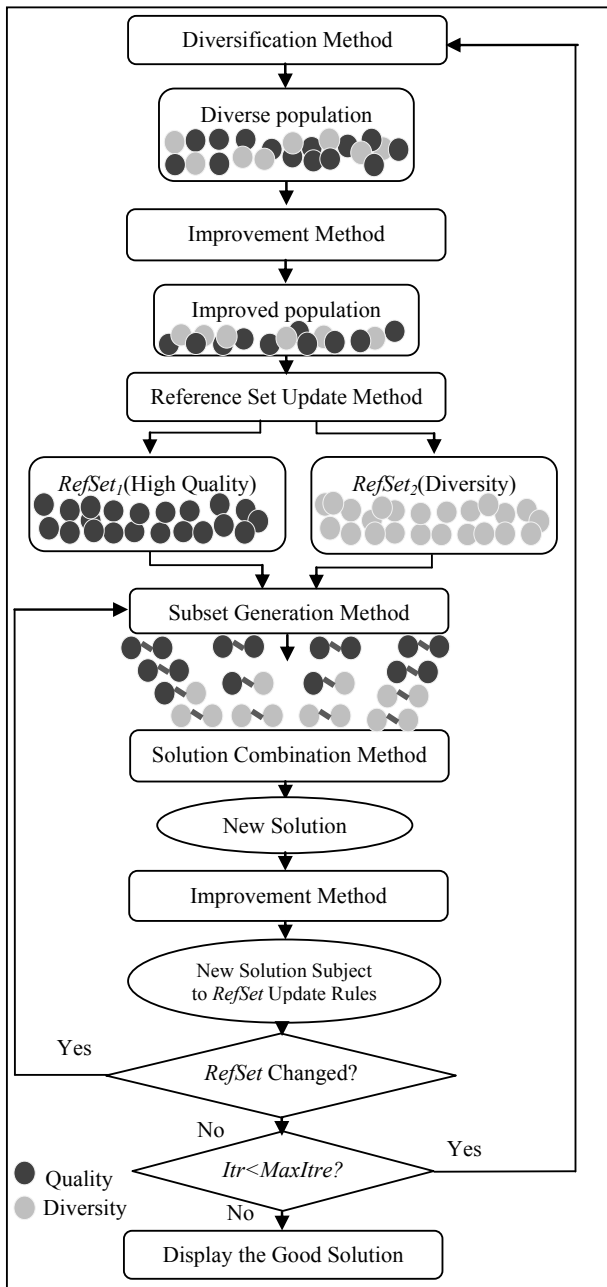 Diversification Method
Diverse population
Improvement Method
Improved population
Reference Set Update Method
RefSet1(High Quality)
RefSet2(Diversity)
Subset Generation Method
Solution Combination Method
New Solution
Improvement Method
New Solution Subject
to RefSet Update Rules
Yes
RefSet Changed?
No
Yes
Itr<MaxItre?
Quality
Diversity
No
Display the Good Solution